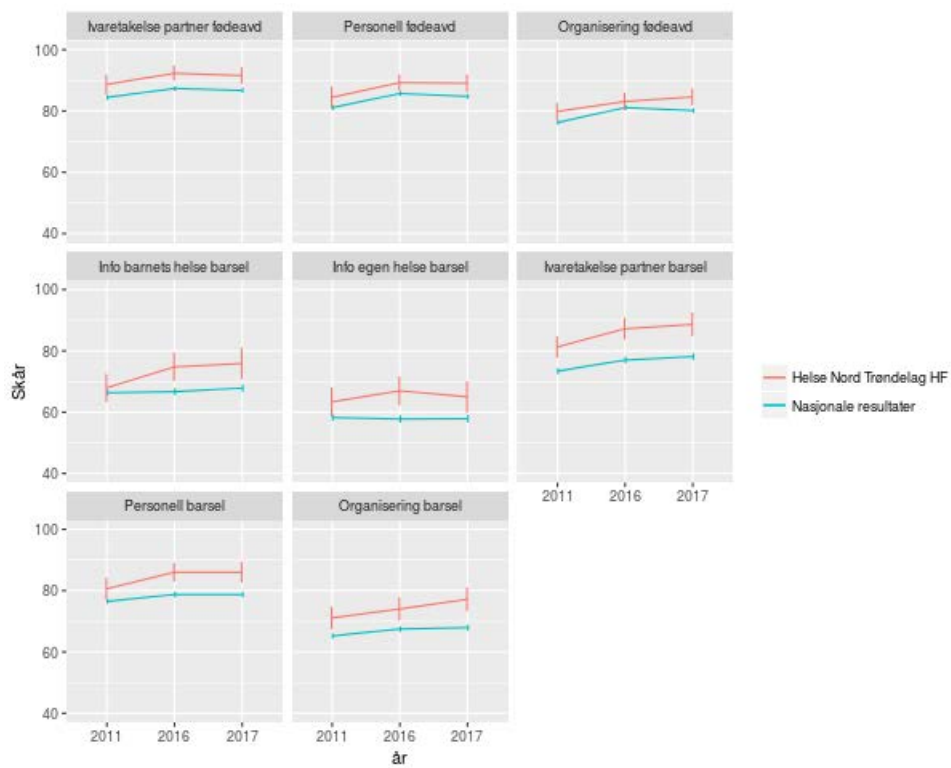 Ivaretakelse partner fødeavd
Personell fødeavd
Organisering fødeavd
100
80
60
40
Info barnets helse barsel
Info egen helse barsel
Ivaretakelse partner barsel
100
80
60
40
Skår
Helse Nord Trøndelag HF
Nasjonale resultater
2011 2016 2017
Personell barsel
Organisering barsel
100
80
60
40
2011 2016 2017
2011 2016 2017
år